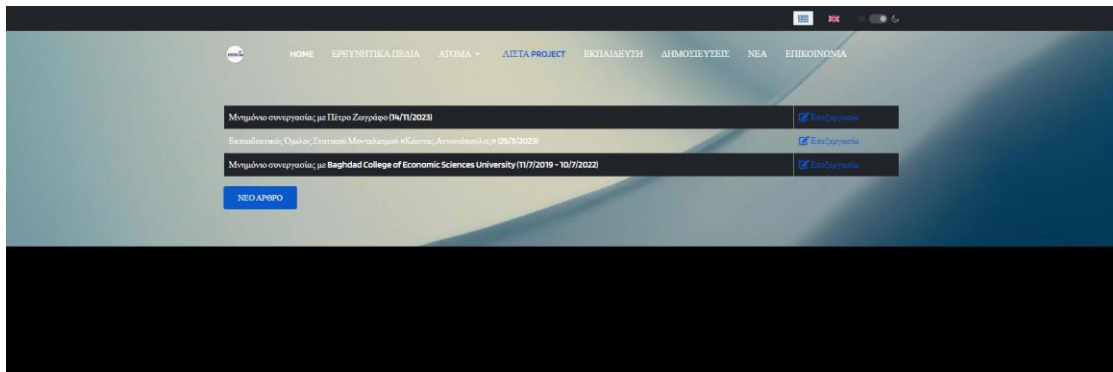 HOME ΕΡΕΥΝΗΤΙΚΑ ΠΕΔΙΑ ΑΤΟΜΑ ΛΙΣΤΑ PROJECT ΕΚΠΑΙΔΕΥΣΗ ΔΗΜΟΣΙΕΥΣΕΙΣ ΝΕΑ ΕΠΙΚΟΙΝΩΝΙΑ
Μνημόνιο συνεργασίας με Πέτρο Ζωγράφο (14/11/2023) Επεξεργασία
Εκπαιδευτικός Όμιλος Στατικού Μοντελισμού «Κώστας Αντωνόπουλος» (25/3/2023) Επεξεργασία
Μνημόνιο συνεργασίας με Baghdad College of Economic Sciences University (11/7/2019 - 10/7/2022) Επεξεργασία
ΝΕΟ ΑΡΘΡΟ